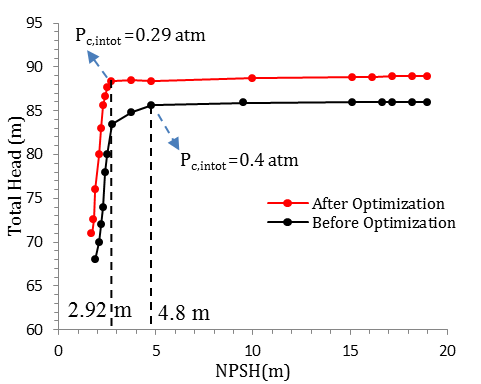 P_c,intot = 0.29 atm
95
90
85
80
75
70
65
60
Total Head (m)
P_c,intot = 0.4 atm
After Optimization
Before Optimization
2.92 m
4.8 m
0
5
10
15
20
NPSH(m)